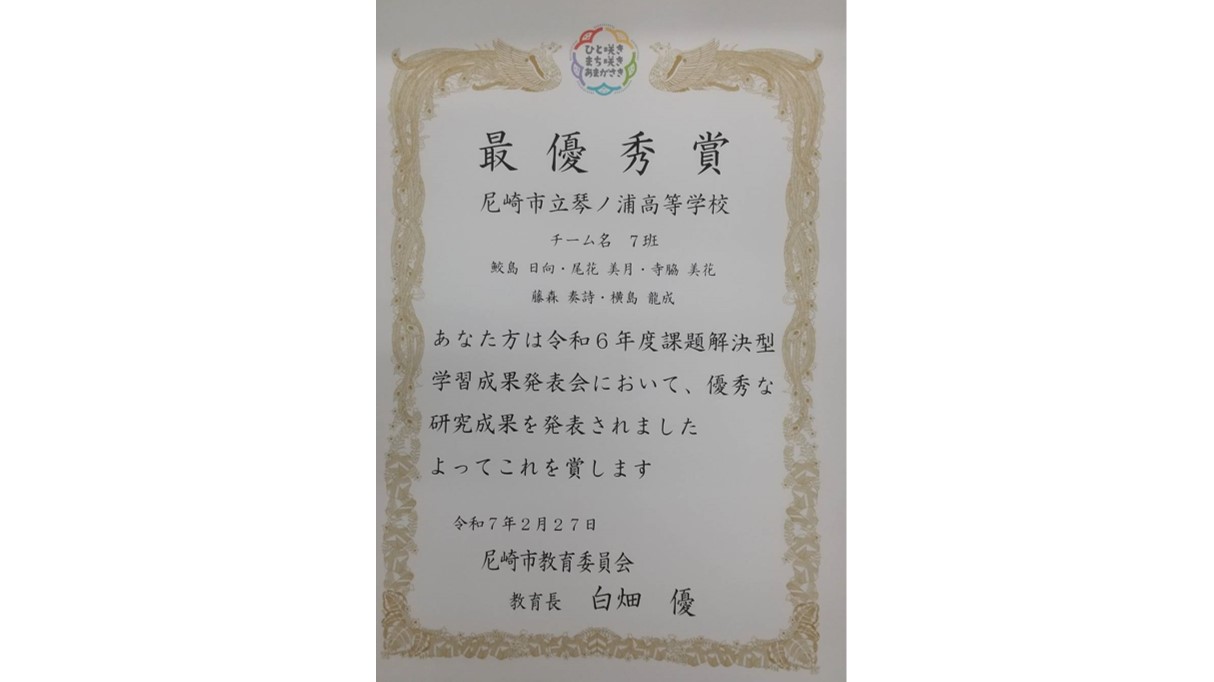 ひと咲き
まち咲き
あまがさき
最優秀賞
尼崎市立琴ノ浦高等学校
チーム名　７班
鮫島 日向・尾花 美月・寺脇 美花
藤森 奏詩・横島 龍成
あなた方は令和６年度課題解決型
学習成果発表会において、優秀な
研究成果を発表されました
よってこれを賞します
令和７年２月２７日
尼崎市教育委員会
教育長　白畑　優